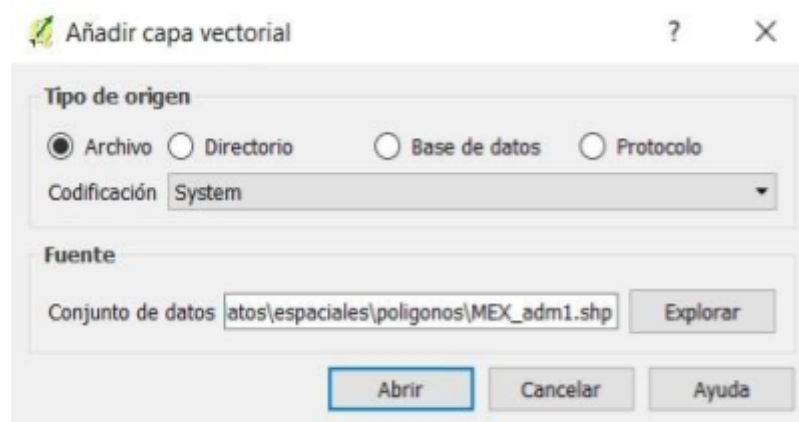 Añadir capa vectorial ?
Tipo de origen
Archivo Directorio Base de datos Protocolo
Codificación System
Fuente
Conjunto de datos atos\espaciales\poligonos\MEX_adm1.shp Explorar
Abrir Cancelar Ayuda